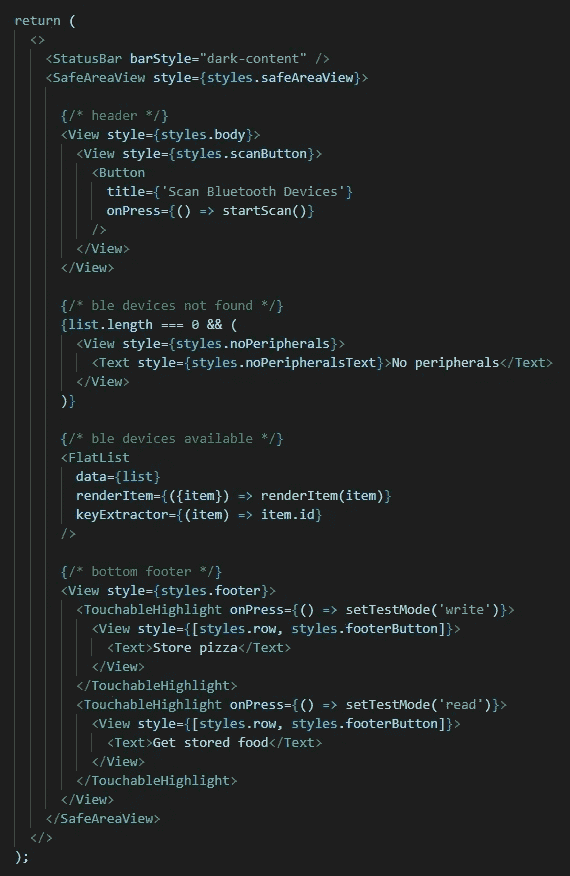 return (
<>
<StatusBar barStyle="dark-content" />
<SafeAreaView style={styles.safeAreaView}>
{/* header */}
<View style={styles.body}>
<View style={styles.scanButton}>
<Button
title={'Scan Bluetooth Devices'}
onPress={() => startScan()}
/>
</View>
</View>
{/* ble devices not found */}
{list.length === 0 && (
<View style={styles.noPeripherals}>
<Text style={styles.noPeripheralsText}>No peripherals</Text>
</View>
)}
{/* ble devices available */}
<FlatList
data={list}
renderItem={({item}) => renderItem(item)}
keyExtractor={(item) => item.id}
/>
{/* bottom footer */}
<View style={styles.footer}>
<TouchableHighlight onPress={() => setTestMode('write')}>
<View style={[styles.row, styles.footerButton]}>
<Text>Store pizza</Text>
</View>
</TouchableHighlight>
<TouchableHighlight onPress={() => setTestMode('read')}>
<View style={[styles.row, styles.footerButton]}>
<Text>Get stored food</Text>
</View>
</TouchableHighlight>
</View>
</SafeAreaView>
</>
);